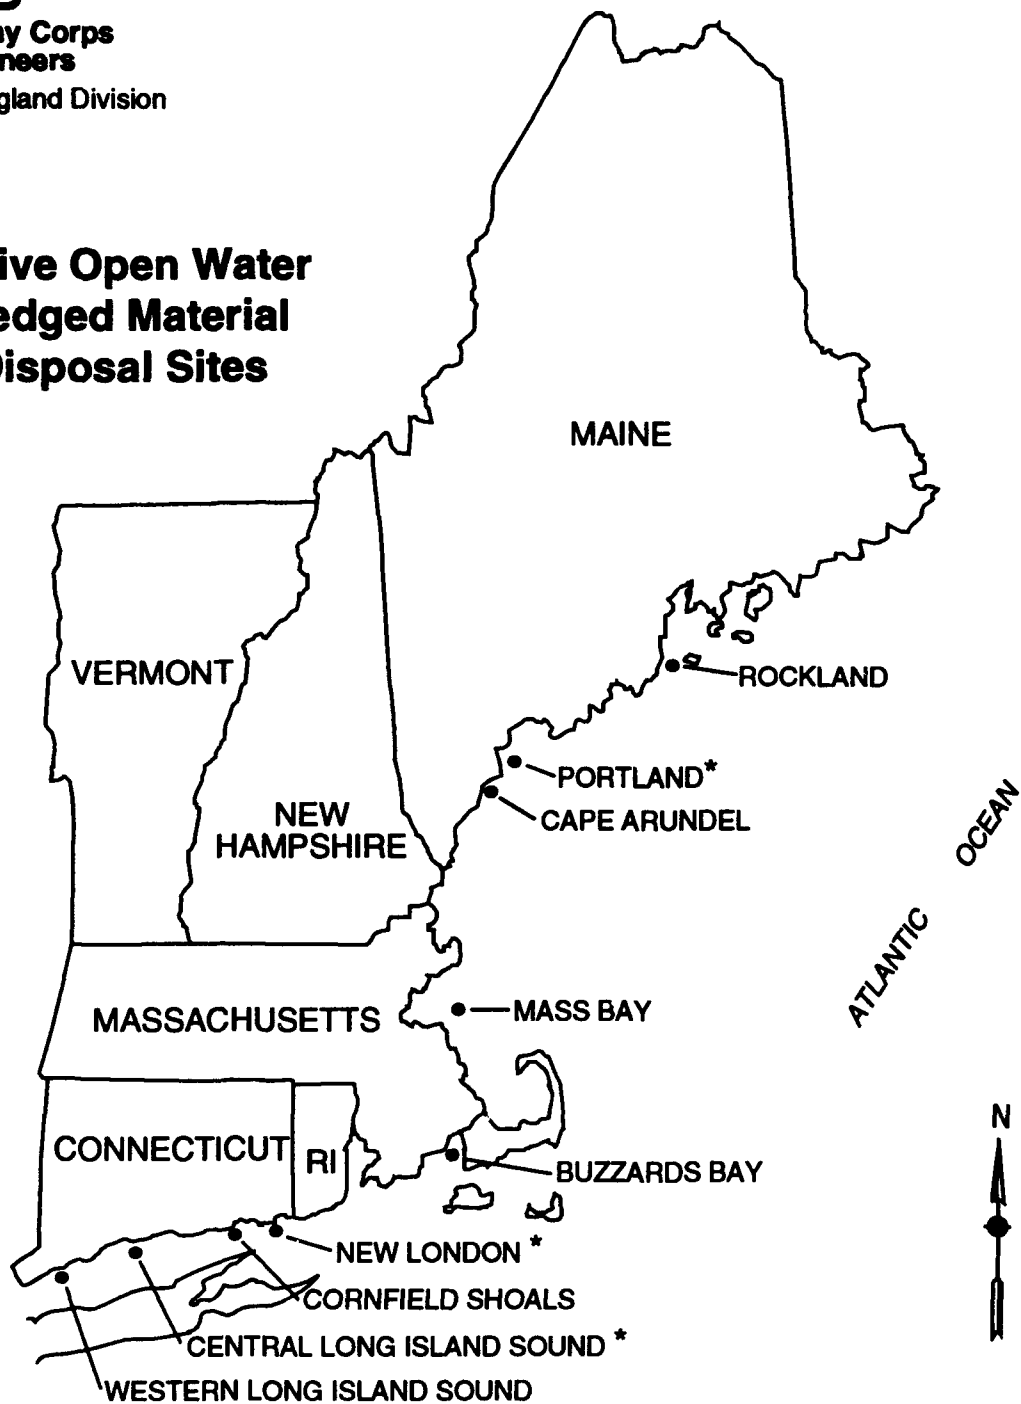 y Corps
neers
gland Division
ive Open Water
edged Material
Disposal Sites
MAINE
VERMONT
ROCKLAND
PORTLAND*
CAPE ARUNDEL
NEW
HAMPSHIRE
ATLANTIC OCEAN
MASS BAY
MASSACHUSETTS
N
CONNECTICUT
RI
BUZZARDS BAY
NEW LONDON *
CORNFIELD SHOALS
CENTRAL LONG ISLAND SOUND *
WESTERN LONG ISLAND SOUND